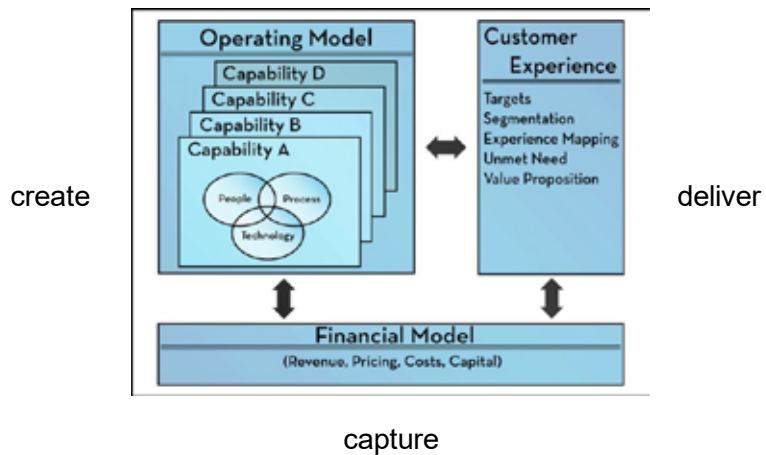 Operating Model
Capability D
Capability C
Capability B
Capability A
People
Process
Technology
Customer
Experience
Targets
Segmentation
Experience Mapping
Unmet Need
Value Proposition
create
deliver
Financial Model
(Revenue, Pricing, Costs, Capital)
capture